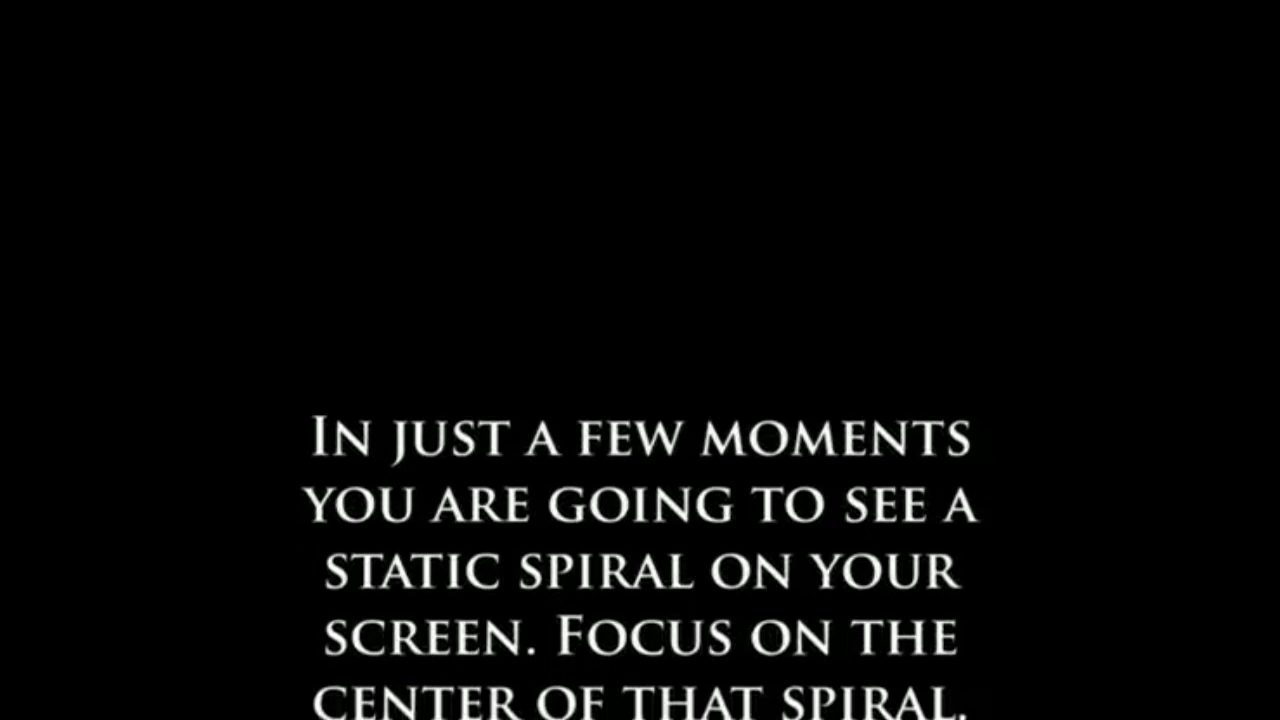 In just a few moments
you are going to see a
static spiral on your
screen. Focus on the
center of that spiral.